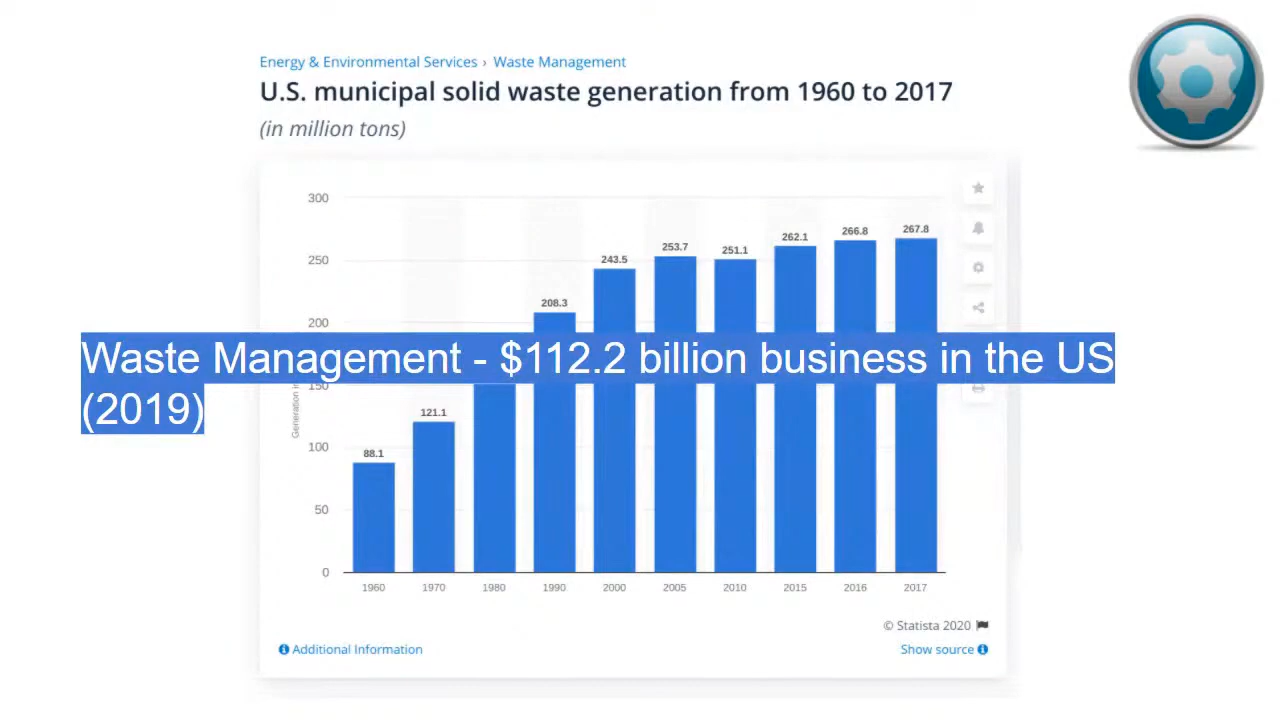 Energy & Environmental Services › Waste Management
U.S. municipal solid waste generation from 1960 to 2017
(in million tons)
300
250
200
150
100
50
0
Generation in
88.1
121.1
208.3
243.5
253.7
251.1
262.1
266.8
267.8
Waste Management - $112.2 billion business in the US
(2019)
1960 1970 1980 1990 2000 2005 2010 2015 2016 2017
© Statista 2020
Additional Information
Show source